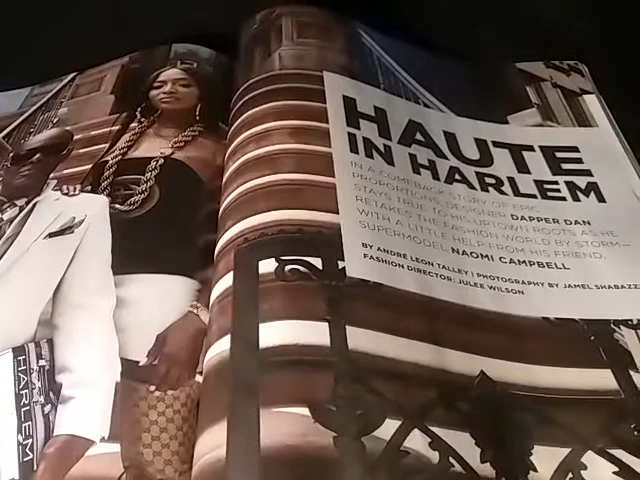 HAUTE
IN HARLEM
IN A COMEBACK STORY OF EPIC
PROPORTIONS, DESIGNER DAPPER DAN
STAYS TRUE TO HIS UPTOWN ROOTS AS HE
RETAKES THE FASHION WORLD BY STORM—
WITH A LITTLE HELP FROM HIS FRIEND,
SUPERMODEL NAOMI CAMPBELL
BY ANDRÉ LEON TALLEY | PHOTOGRAPHY BY JAMEL SHABAZZ
FASHION DIRECTOR: JULEE WILSON
HARLEM